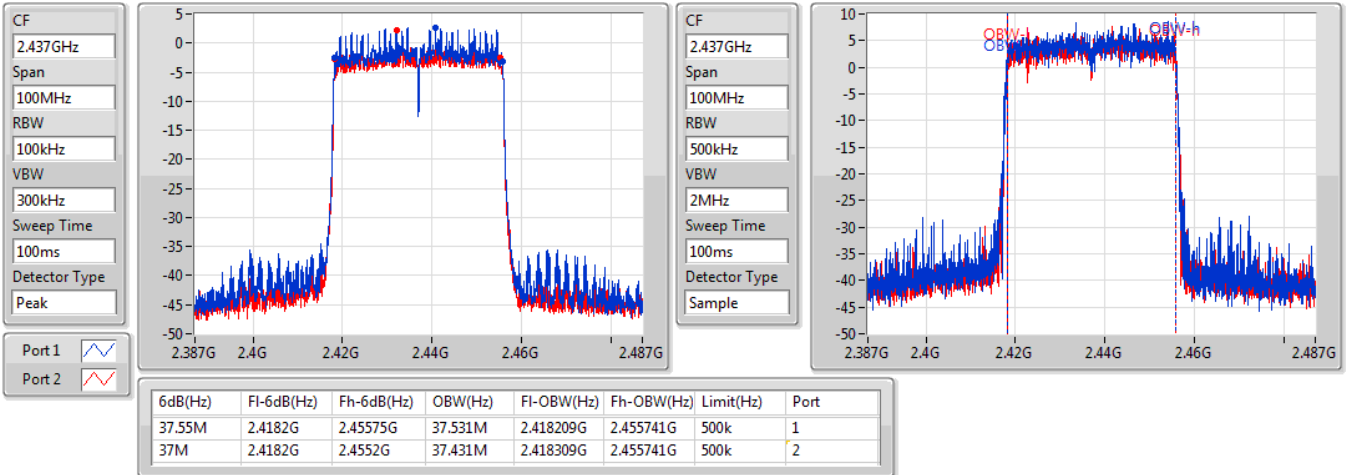 CF
2.437GHz
Span
100MHz
RBW
100kHz
VBW
300kHz
Sweep Time
100ms
Detector Type
Peak
Port 1
Port 2
5
0
-5
-10
-15
-20
-25
-30
-35
-40
-45
-50
2.387G 2.4G 2.42G 2.44G 2.46G 2.487G
CF
2.437GHz
Span
100MHz
RBW
500kHz
VBW
2MHz
Sweep Time
100ms
Detector Type
Sample
10
5
0
-5
-10
-15
-20
-25
-30
-35
-40
-45
-50
OBW-l
OBW-h
2.387G 2.4G 2.42G 2.44G 2.46G 2.487G
6dB(Hz) Fl-6dB(Hz) Fh-6dB(Hz) OBW(Hz) Fl-OBW(Hz) Fh-OBW(Hz) Limit(Hz) Port
37.55M 2.4182G 2.45575G 37.531M 2.418209G 2.455741G 500k 1
37M 2.4182G 2.4552G 37.431M 2.418309G 2.455741G 500k 2